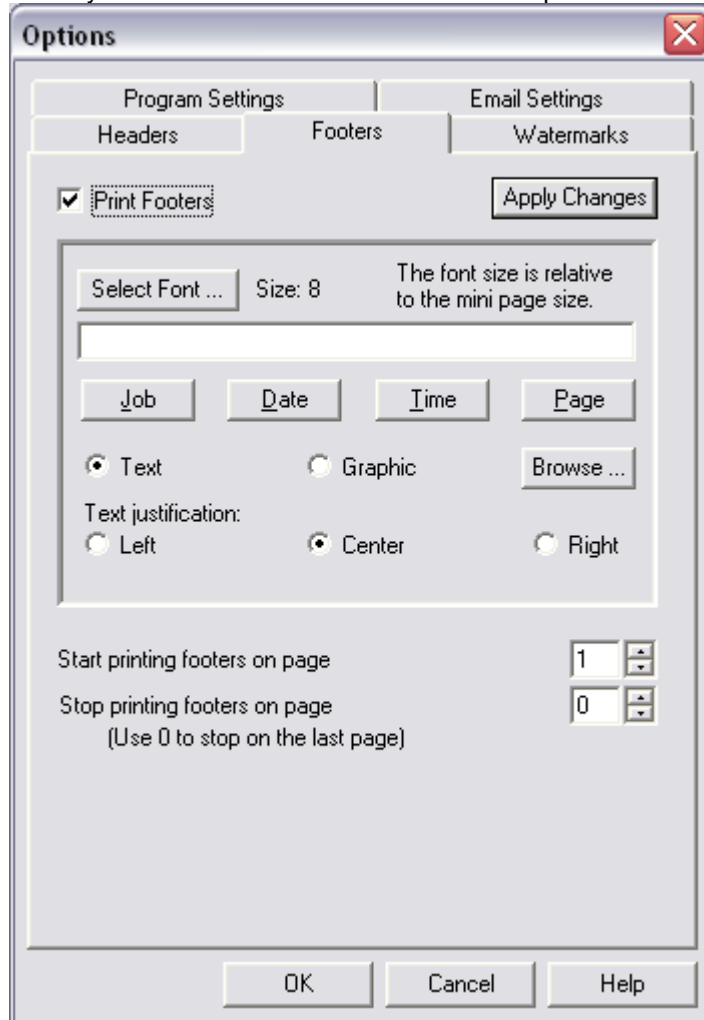 Options
Program Settings Email Settings
Headers Footers Watermarks
Print Footers Apply Changes
Select Font ... Size: 8 The font size is relative
to the mini page size.
Job Date Time Page
Text Graphic Browse ...
Text justification:
Left Center Right
Start printing footers on page 1
Stop printing footers on page 0
(Use 0 to stop on the last page)
OK Cancel Help